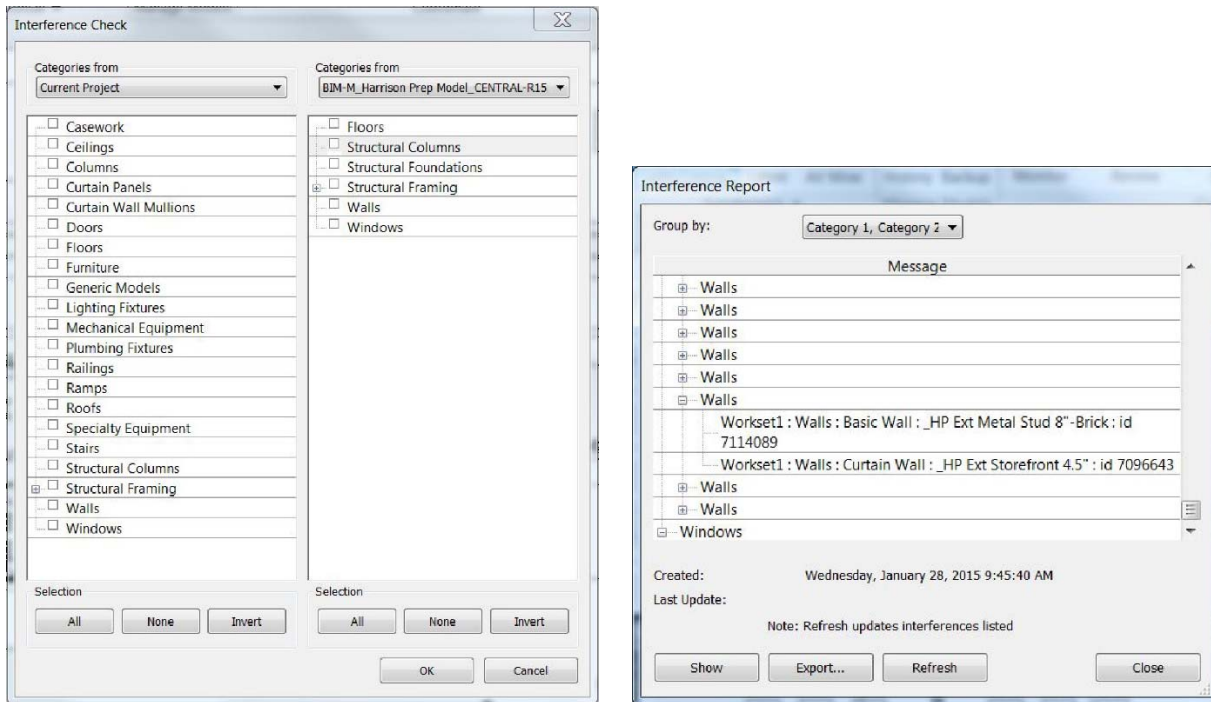 Interference Check
Categories from
Current Project
Casework
Ceilings
Columns
Curtain Panels
Curtain Wall Mullions
Doors
Floors
Furniture
Generic Models
Lighting Fixtures
Mechanical Equipment
Plumbing Fixtures
Railings
Ramps
Roofs
Specialty Equipment
Stairs
Structural Columns
Structural Framing
Walls
Windows
Selection
All None Invert
Categories from
BIM-M_Harrison Prep Model_CENTRAL-R15
Floors
Structural Columns
Structural Foundations
Structural Framing
Walls
Windows
Selection
All None Invert
OK Cancel
Interference Report
Group by: Category 1, Category 2
Message
Walls
Walls
Walls
Walls
Walls
Walls
Workset1 : Walls : Basic Wall : _HP Ext Metal Stud 8"-Brick : id
7114089
Workset1 : Walls : Curtain Wall : _HP Ext Storefront 4.5" : id 7096643
Walls
Walls
Windows
Created: Wednesday, January 28, 2015 9:45:40 AM
Last Update:
Note: Refresh updates interferences listed
Show Export... Refresh Close